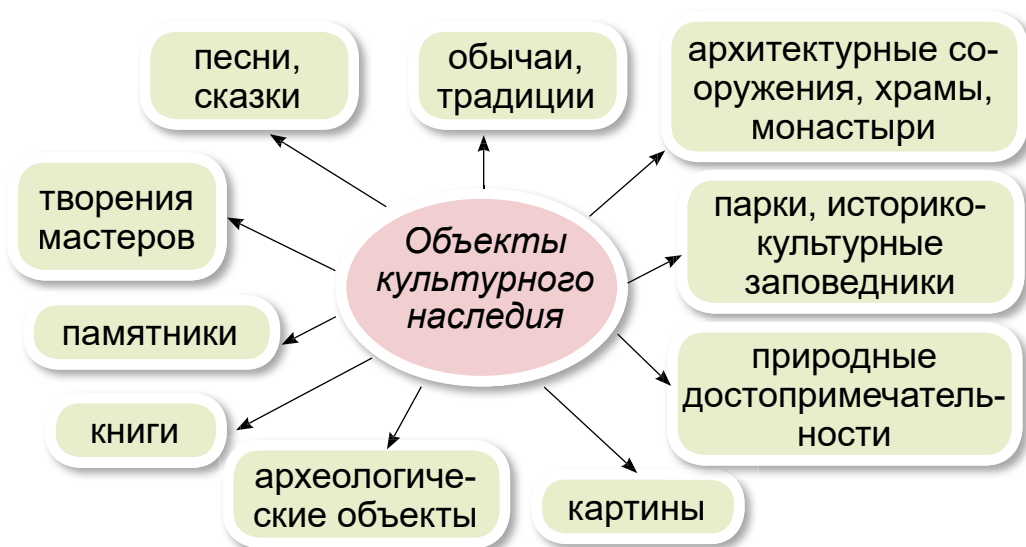 песни,
сказки
обычаи,
традиции
архитектурные со-
оружения, храмы,
монастыри
творения
мастеров
Объекты
культурного
наследия
парки, историко-
культурные
заповедники
памятники
природные
достопримечатель-
ности
книги
археологиче-
ские объекты
картины